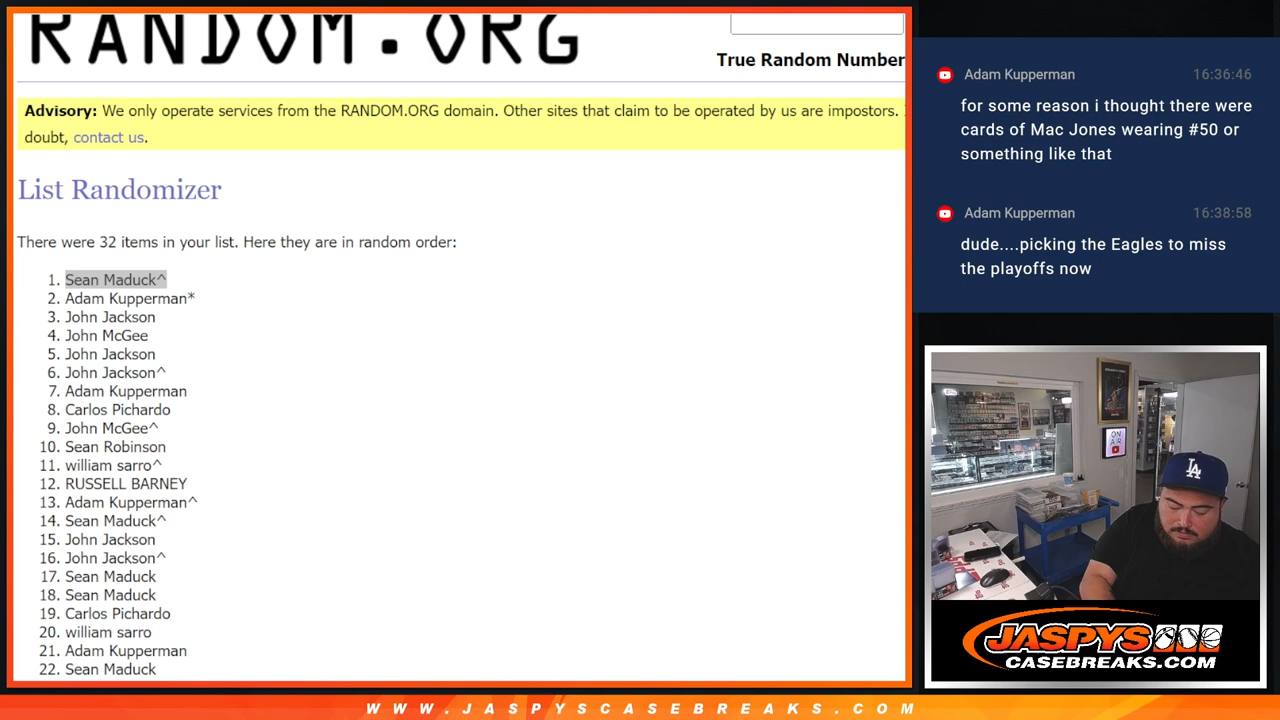 RANDOM.ORG
True Random Number
Advisory: We only operate services from the RANDOM.ORG domain. Other sites that claim to be operated by us are impostors.
doubt, contact us.
List Randomizer
There were 32 items in your list. Here they are in random order:
1. Sean Maduck^
2. Adam Kupperman*
3. John Jackson
4. John McGee
5. John Jackson
6. John Jackson^
7. Adam Kupperman
8. Carlos Pichardo
9. John McGee^
10. Sean Robinson
11. william sarro^
12. RUSSELL BARNEY
13. Adam Kupperman^
14. Sean Maduck^
15. John Jackson
16. John Jackson^
17. Sean Maduck
18. Sean Maduck
19. Carlos Pichardo
20. william sarro
21. Adam Kupperman
22. Sean Maduck
Adam Kupperman 16:36:46
for some reason i thought there were
cards of Mac Jones wearing #50 or
something like that
Adam Kupperman 16:38:58
dude....picking the Eagles to miss
the playoffs now
ON
AIR
LA
JASPYS
CASEBREAKS.COM
WWW.JASPYSCASEBREAKS.COM